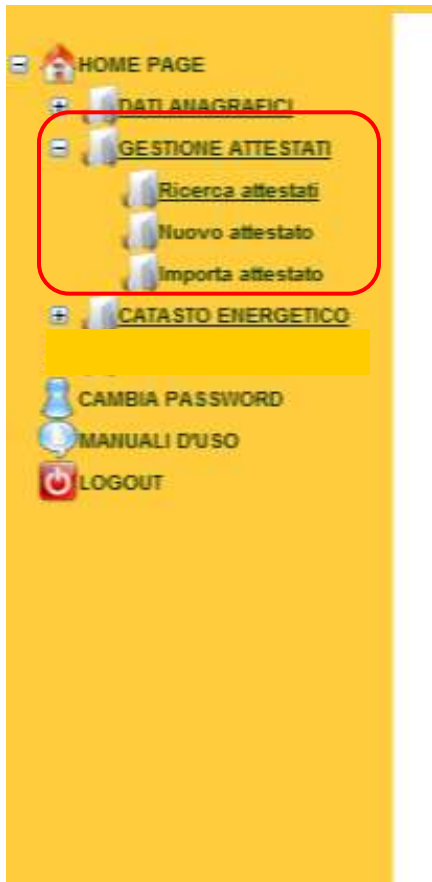 HOME PAGE
DATI ANAGRAFICI
GESTIONE ATTESTATI
Ricerca attestati
Nuovo attestato
Importa attestato
CATASTO ENERGETICO
CAMBIA PASSWORD
MANUALI D'USO
LOGOUT